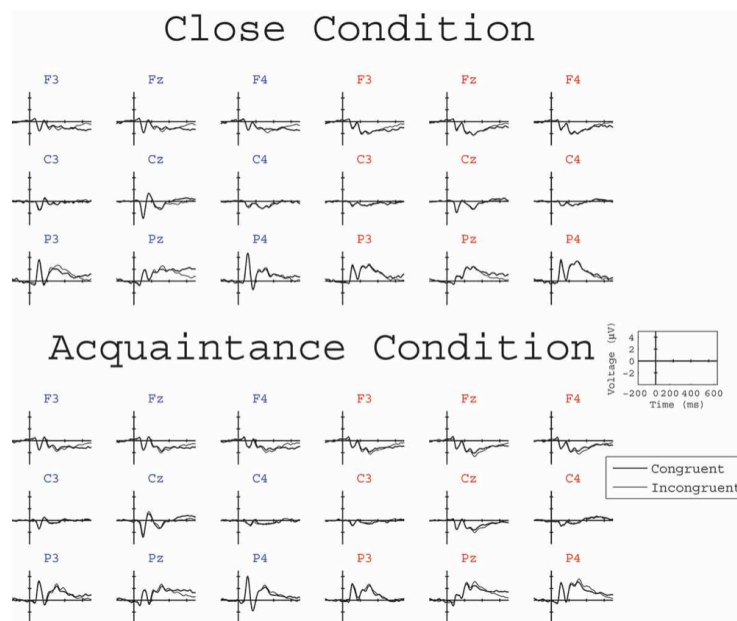 Close Condition
F3 Fz F4 F3 Fz F4
C3 Cz C4 C3 Cz C4
P3 Pz P4 P3 Pz P4
Acquaintance Condition
Voltage (µV)
4
2
0
-2
-200 0 200 400 600
Time (ms)
F3 Fz F4 F3 Fz F4
Congruent
Incongruent
C3 Cz C4 C3 Cz C4
P3 Pz P4 P3 Pz P4